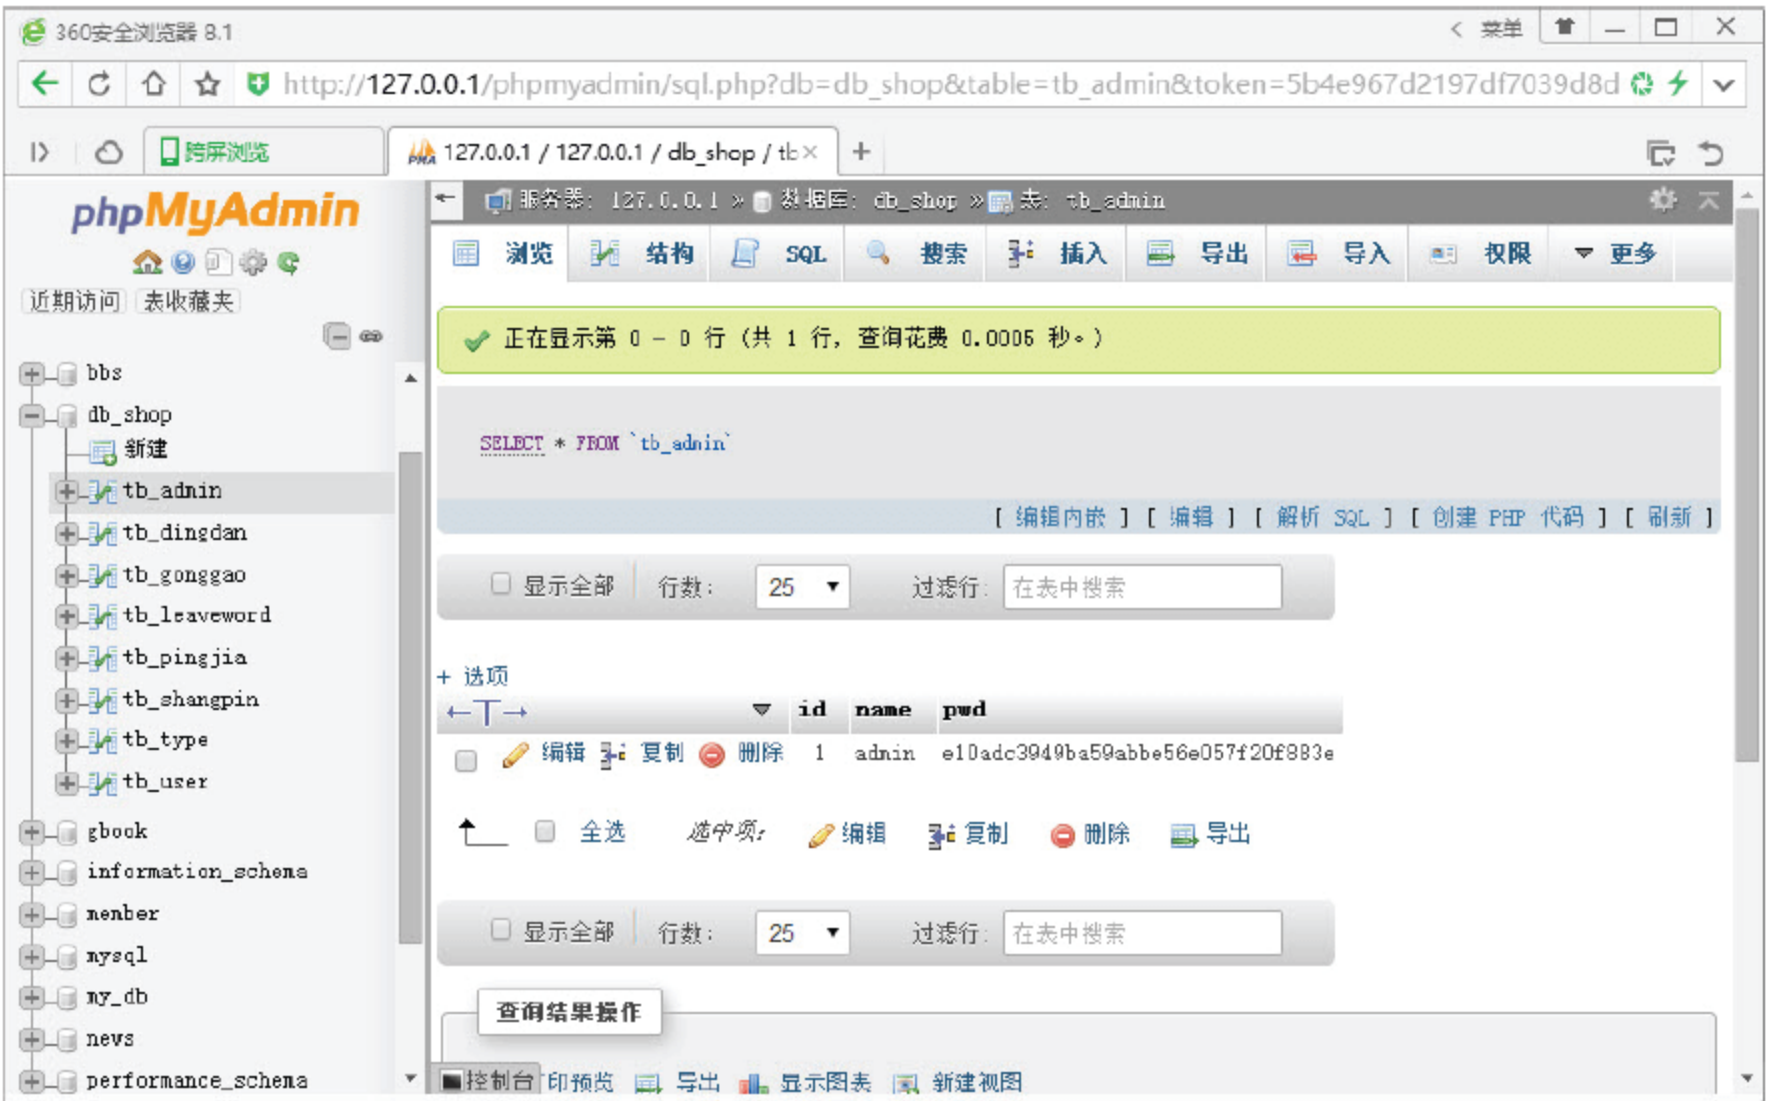 360安全浏览器 8.1
菜单
http://127.0.0.1/phpmyadmin/sql.php?db=db_shop&table=tb_admin&token=5b4e967d2197df7039d8d
跨屏浏览
127.0.0.1 / 127.0.0.1 / db_shop / tb
phpMyAdmin
近期访问 表收藏夹
bbs
db_shop
新建
tb_admin
tb_dingdan
tb_gonggao
tb_leaveword
tb_pingjia
tb_shangpin
tb_type
tb_user
gbook
information_schema
member
mysql
my_db
news
performance_schema
服务器: 127.0.0.1 » 数据库: db_shop » 表: tb_admin
浏览 结构 SQL 搜索 插入 导出 导入 权限 更多
正在显示第 0 - 0 行 (共 1 行, 查询花费 0.0005 秒。)
SELECT * FROM `tb_admin`
[ 编辑内嵌 ] [ 编辑 ] [ 解析 SQL ] [ 创建 PHP 代码 ] [ 刷新 ]
显示全部 行数: 25 过滤行: 在表中搜索
+ 选项
←T→ id name pwd
编辑 复制 删除 1 admin e10adc3949ba59abbe56e057f20f883e
全选 选中项: 编辑 复制 删除 导出
显示全部 行数: 25 过滤行: 在表中搜索
查询结果操作
控制台 印预览 导出 显示图表 新建视图